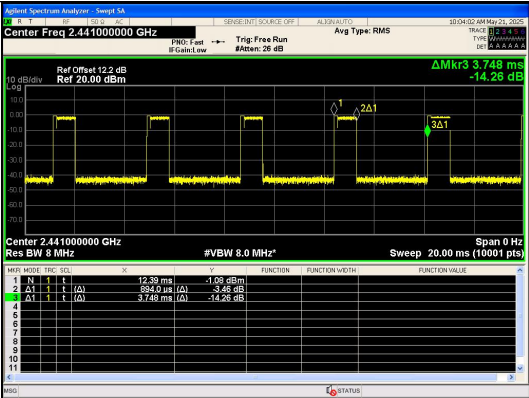 Agilent Spectrum Analyzer - Swept SA
R T RF 50 Ω AC SENSE:INT SOURCE OFF ALIGNAUTO 10:04:02 AM May 21, 2025
Center Freq 2.441000000 GHz Avg Type: RMS TRACE 1 2 3 4 5 6
PNO: Fast Trig: Free Run TYPE
IFGain:Low #Atten: 26 dB DET A A A A A A
ΔMkr3 3.748 ms
Ref Offset 12.2 dB
10 dB/div Ref 20.00 dBm -14.26 dB
Log
10.0
0.00
-10.0
-20.0
-30.0
-40.0
-50.0
-60.0
-70.0
1
2Δ1
3Δ1
Center 2.441000000 GHz Span 0 Hz
Res BW 8 MHz #VBW 8.0 MHz* Sweep 20.00 ms (10001 pts)
MKR MODE TRC SCL X Y FUNCTION FUNCTION WIDTH FUNCTION VALUE
1 N 1 t 12.39 ms -1.08 dBm
2 Δ1 1 t (Δ) 894.0 us (Δ) -3.46 dB
3 Δ1 1 t (Δ) 3.748 ms (Δ) -14.26 dB
4
5
6
7
8
9
10
11
MSG STATUS